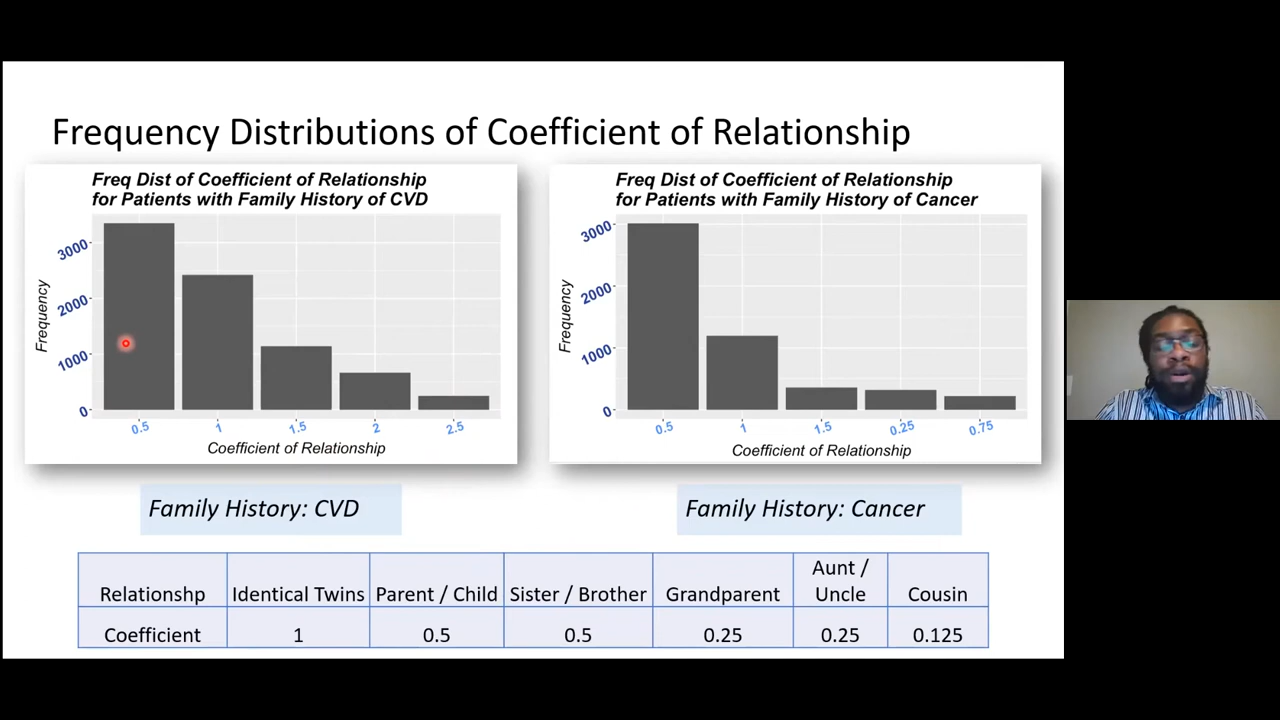 Frequency Distributions of Coefficient of Relationship
Freq Dist of Coefficient of Relationship
for Patients with Family History of CVD
Frequency
3000
2000
1000
0
0.5 1 1.5 2 2.5
Coefficient of Relationship
Freq Dist of Coefficient of Relationship
for Patients with Family History of Cancer
Frequency
3000
2000
1000
0
0.5 1 1.5 0.25 0.75
Coefficient of Relationship
Family History: CVD
Family History: Cancer
Relationshp Identical Twins Parent / Child Sister / Brother Grandparent Aunt / Uncle Cousin
Coefficient 1 0.5 0.5 0.25 0.25 0.125